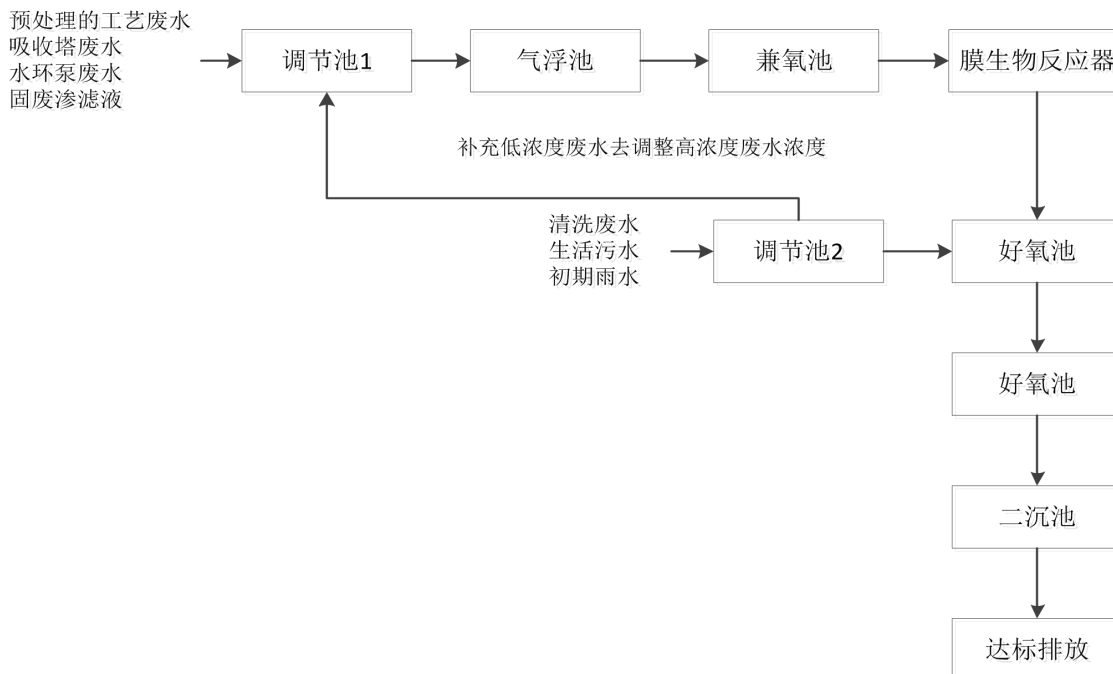 预处理的工艺废水
吸收塔废水
水环泵废水
固废渗滤液
调节池1
气浮池
兼氧池
膜生物反应器
补充低浓度废水去调整高浓度废水浓度
清洗废水
生活污水
初期雨水
调节池2
好氧池
好氧池
二沉池
达标排放